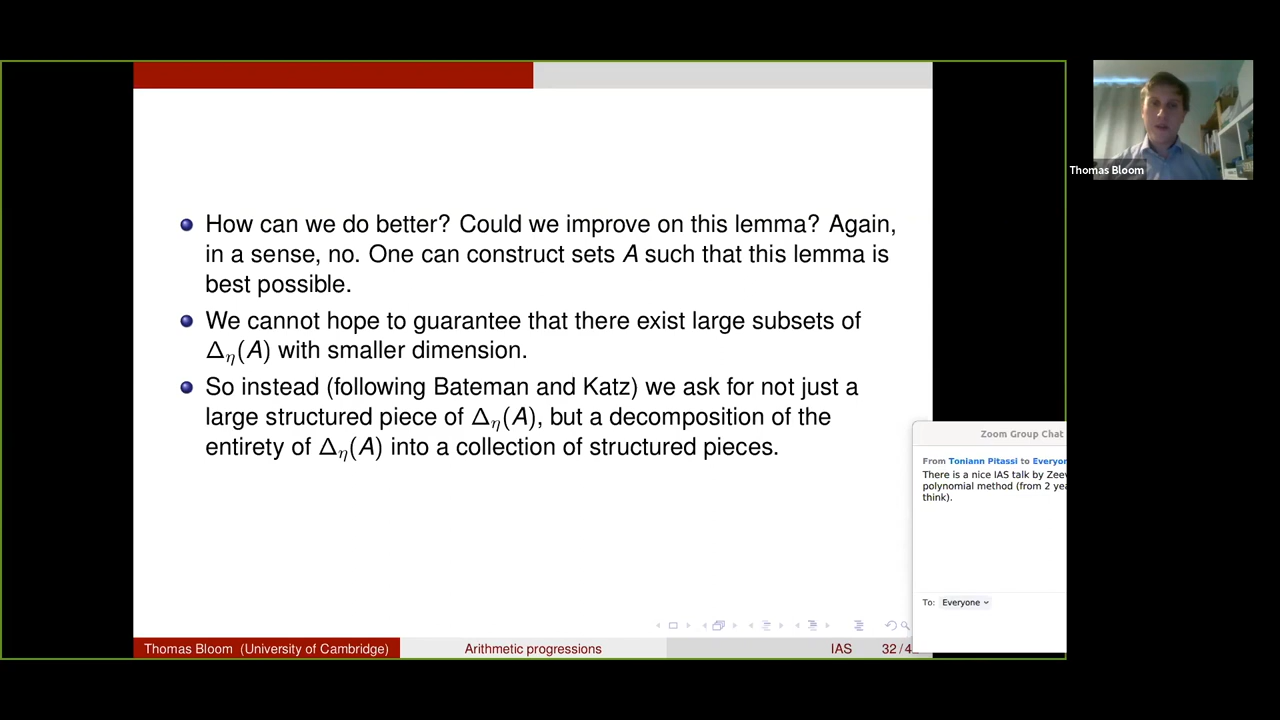 How can we do better? Could we improve on this lemma? Again,
in a sense, no. One can construct sets A such that this lemma is
best possible.
We cannot hope to guarantee that there exist large subsets of
Δη(A) with smaller dimension.
So instead (following Bateman and Katz) we ask for not just a
large structured piece of Δη(A), but a decomposition of the
entirety of Δη(A) into a collection of structured pieces.
Thomas Bloom (University of Cambridge)
Arithmetic progressions
IAS
32 / 4
Thomas Bloom
Zoom Group Chat
From Toniann Pitassi to Everyo
There is a nice IAS talk by Zee
polynomial method (from 2 ye
think).
To: Everyone